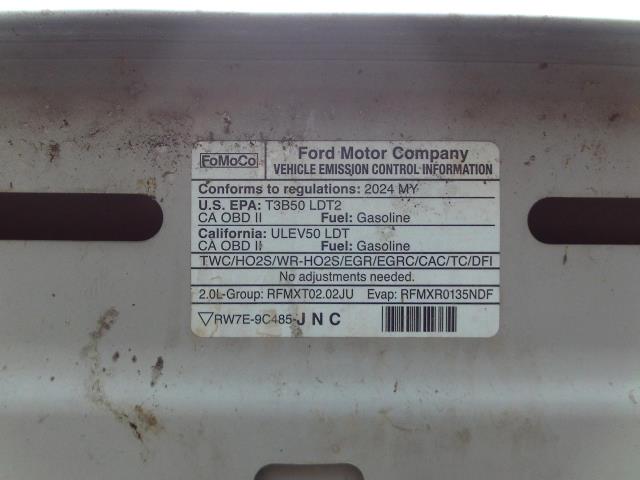 FoMoCo
Ford Motor Company
VEHICLE EMISSION CONTROL INFORMATION
Conforms to regulations: 2024 MY
U.S. EPA: T3B50 LDT2
CA OBD II Fuel: Gasoline
California: ULEV50 LDT
CA OBD II Fuel: Gasoline
TWC/HO2S/WR-HO2S/EGR/EGRC/CAC/TC/DFI
No adjustments needed.
2.0L-Group: RFMXT02.02JU Evap: RFMXR0135NDF
RW7E-9C485-JNC